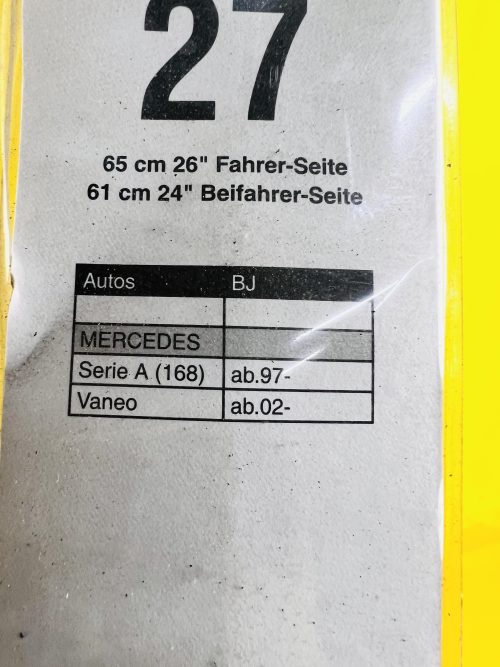 27
65 cm 26" Fahrer-Seite
61 cm 24" Beifahrer-Seite
Autos BJ
MERCEDES
Serie A (168) ab.97-
Vaneo ab.02-